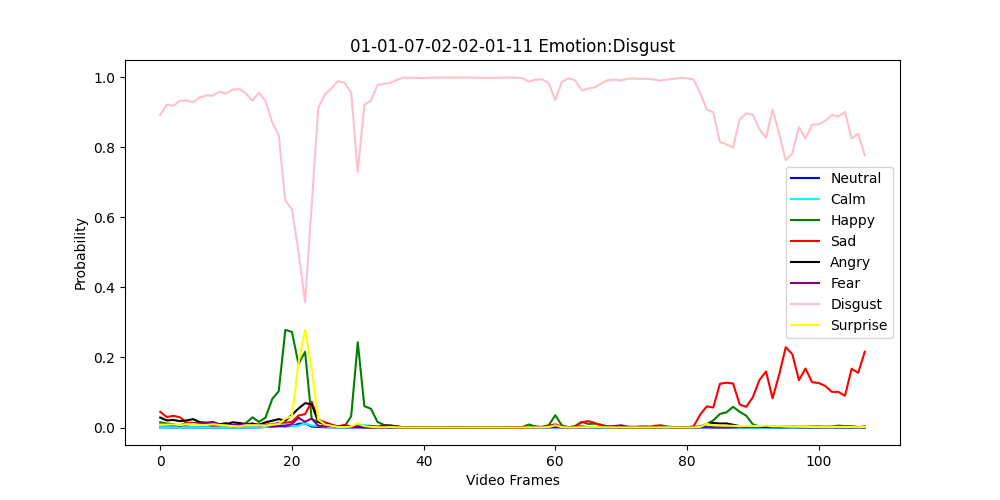 01-01-07-02-02-01-11 Emotion:Disgust
Probability
1.0
0.8
0.6
0.4
0.2
0.0
0 20 40 60 80 100
Video Frames
Neutral
Calm
Happy
Sad
Angry
Fear
Disgust
Surprise